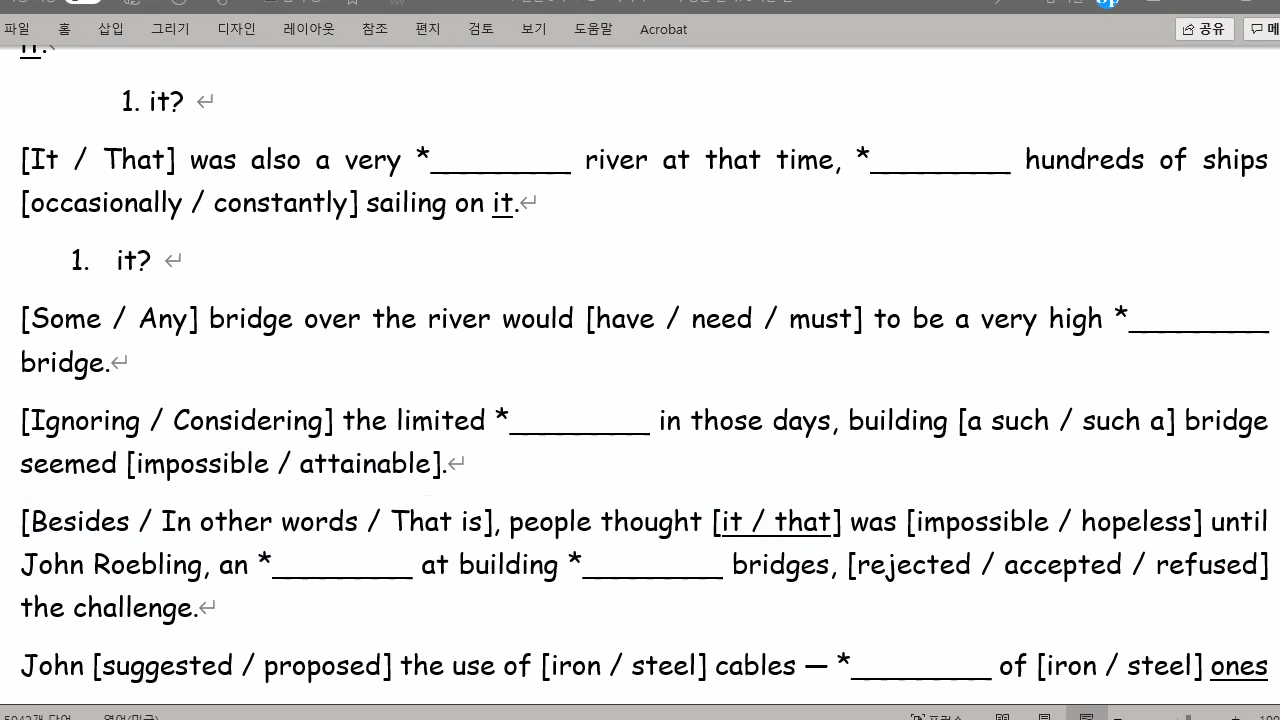 파일 홈 삽입 그리기 디자인 레이아웃 참조 편지 검토 보기 도움말 Acrobat 공유 메
it.
1. it?
[It / That] was also a very *________ river at that time, *________ hundreds of ships
[occasionally / constantly] sailing on it.
1. it?
[Some / Any] bridge over the river would [have / need / must] to be a very high *________
bridge.
[Ignoring / Considering] the limited *________ in those days, building [a such / such a] bridge
seemed [impossible / attainable].
[Besides / In other words / That is], people thought [it / that] was [impossible / hopeless] until
John Roebling, an *________ at building *________ bridges, [rejected / accepted / refused]
the challenge.
John [suggested / proposed] the use of [iron / steel] cables — *________ of [iron / steel] ones